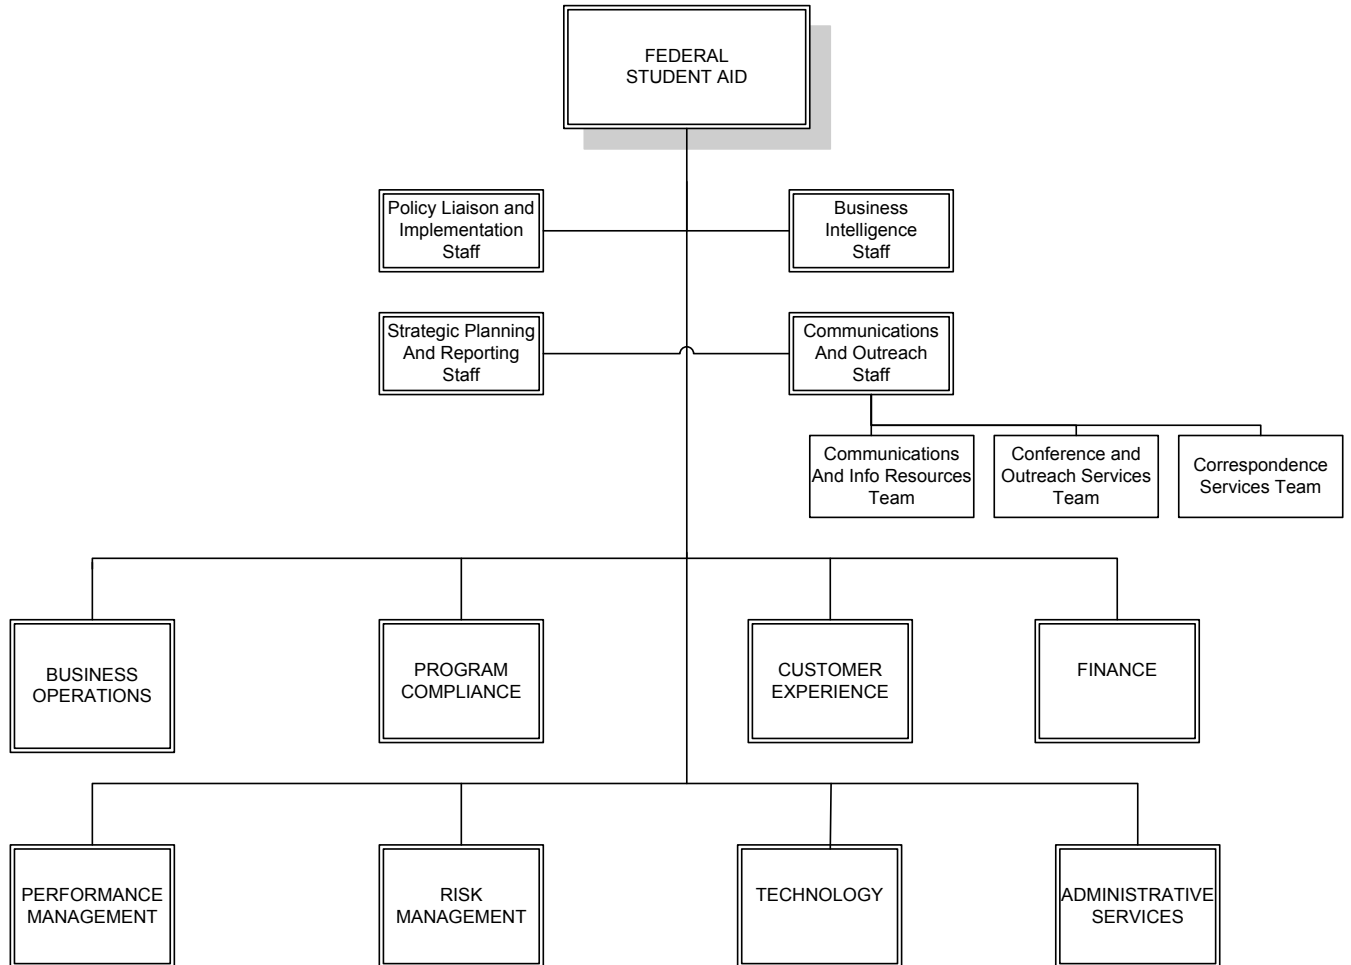 FEDERAL
STUDENT AID
Policy Liaison and
Implementation
Staff
Business
Intelligence
Staff
Strategic Planning
And Reporting
Staff
Communications
And Outreach
Staff
Communications
And Info Resources
Team
Conference and
Outreach Services
Team
Correspondence
Services Team
BUSINESS
OPERATIONS
PROGRAM
COMPLIANCE
CUSTOMER
EXPERIENCE
FINANCE
PERFORMANCE
MANAGEMENT
RISK
MANAGEMENT
TECHNOLOGY
ADMINISTRATIVE
SERVICES